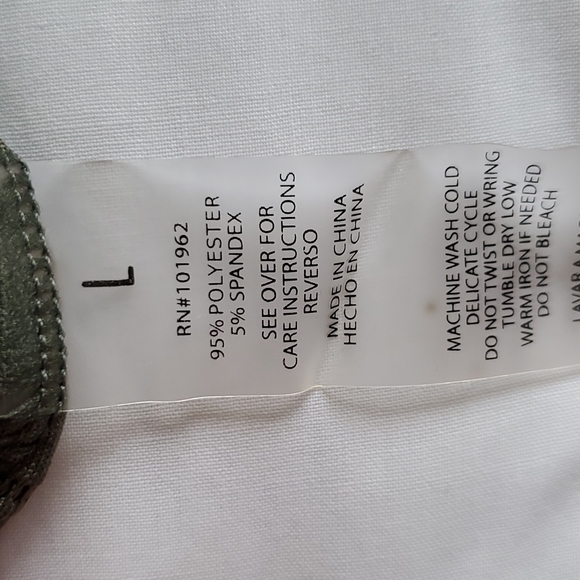 L
RN#101962
95% POLYESTER
5% SPANDEX
SEE OVER FOR
CARE INSTRUCTIONS
REVERSO
MADE IN CHINA
HECHO EN CHINA
MACHINE WASH COLD
DELICATE CYCLE
DO NOT TWIST OR WRING
TUMBLE DRY LOW
WARM IRON IF NEEDED
DO NOT BLEACH
LAVAR A